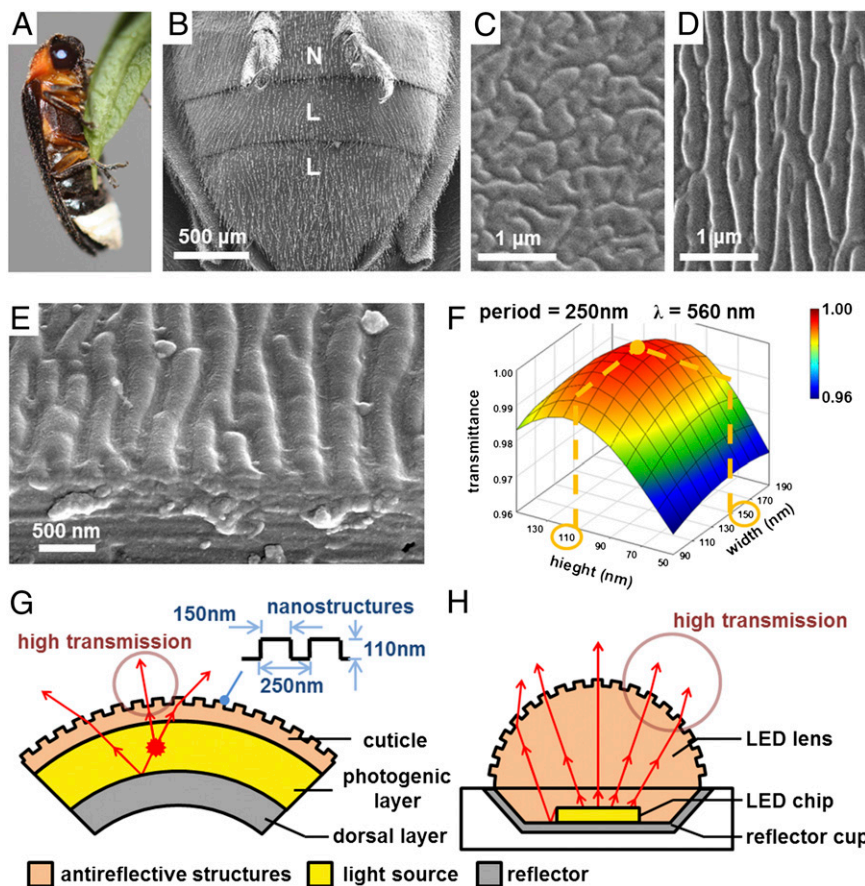 A
B
N
L
L
500 µm
C
1 µm
D
1 µm
E
500 nm
F
period = 250nm λ = 560 nm
1.00
0.96
transmittance
1.00
0.99
0.98
0.97
0.96
130
110
90
70
50
hieght (nm)
90
110
130
150
170
190
width (nm)
G
150nm
nanostructures
110nm
250nm
high transmission
cuticle
photogenic
layer
dorsal layer
H
high transmission
LED lens
LED chip
reflector cup
antireflective structures
light source
reflector